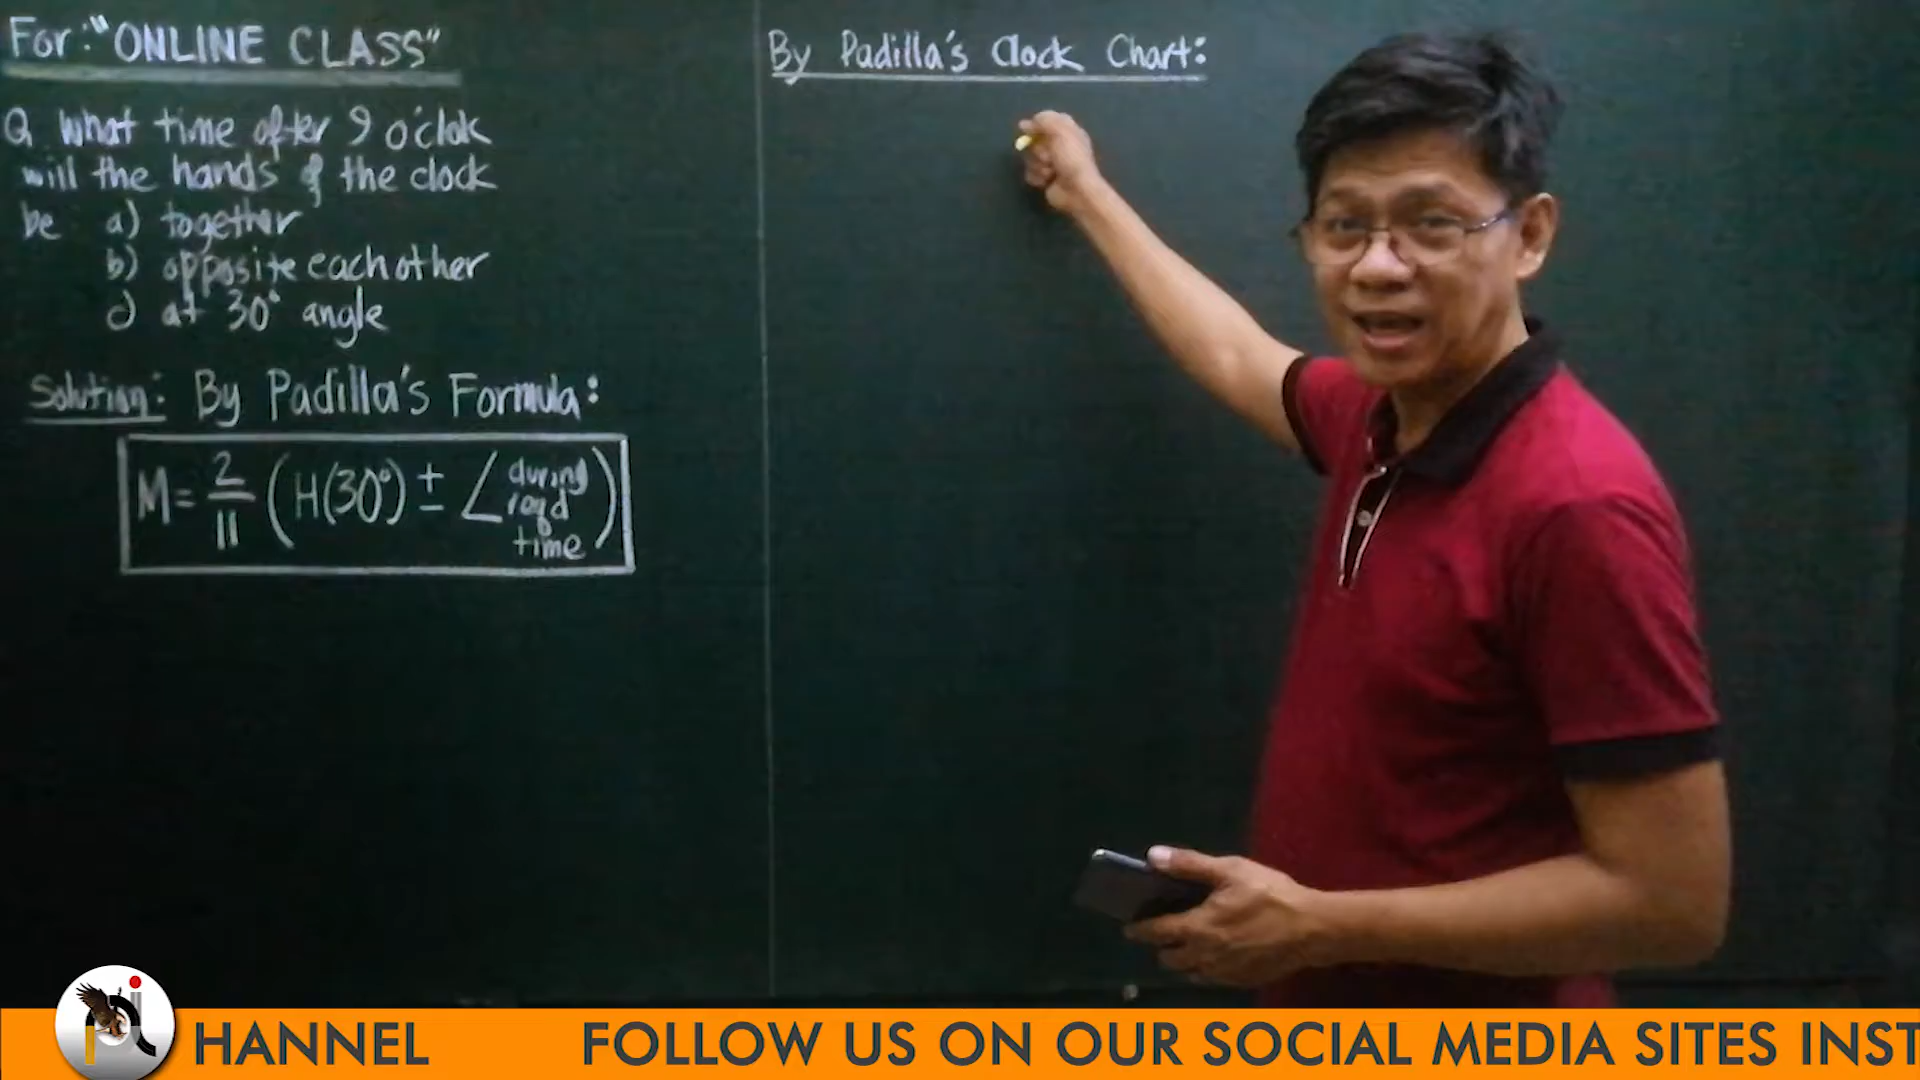 For: "ONLINE CLASS"
Q What time after 9 o'clok
will the hands of the clock
be a) together
b) opposite each other
c) at 30° angle
Solution: By Padilla's Formula:
M = 2/11 (H(30°) ± ∠ during reqd time)
By Padilla's Clock Chart:
HANNEL FOLLOW US ON OUR SOCIAL MEDIA SITES INST